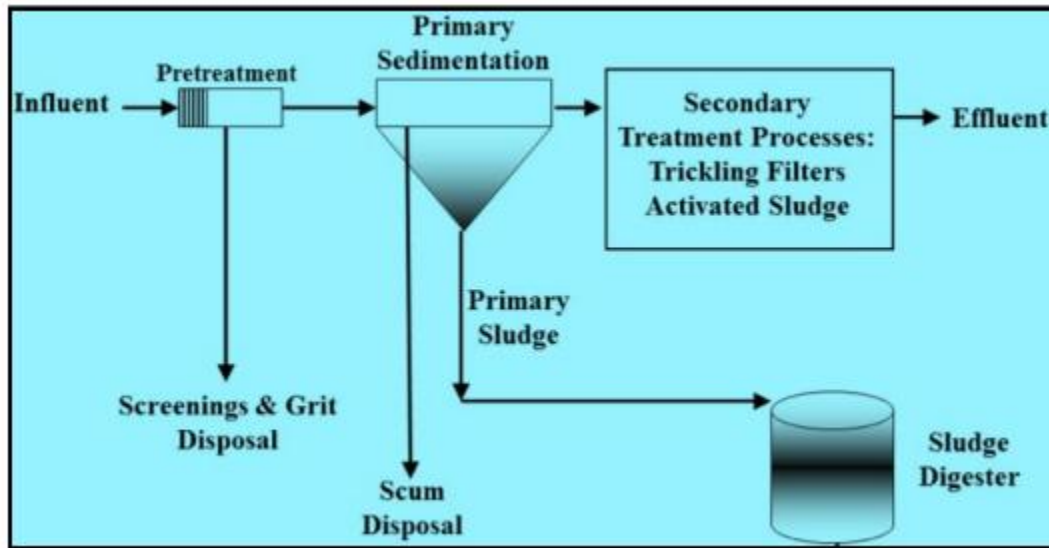 Primary
Sedimentation
Pretreatment
Influent
Secondary
Treatment Processes:
Trickling Filters
Activated Sludge
Effluent
Primary
Sludge
Screenings & Grit
Disposal
Scum
Disposal
Sludge
Digester